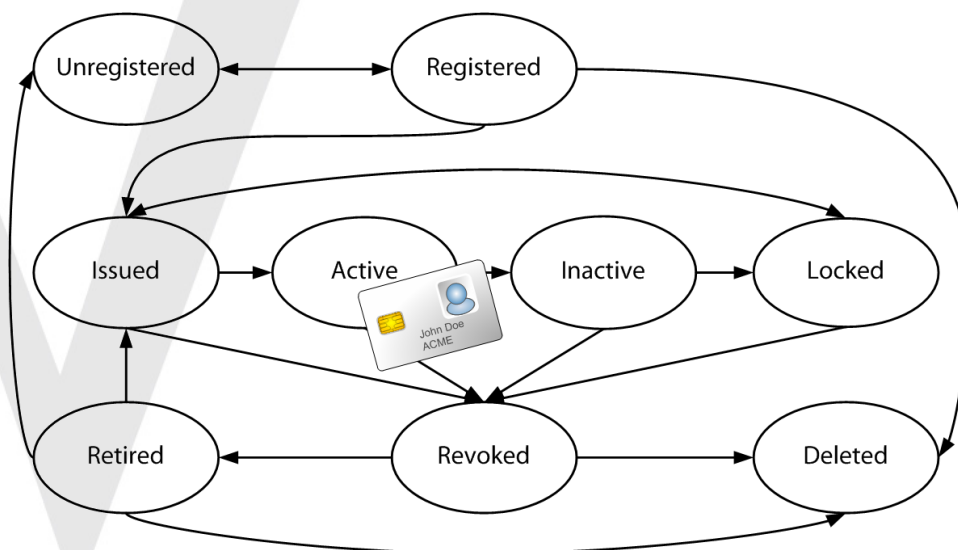 Unregistered
Registered
Issued
Active
Inactive
Locked
John Doe
ACME
Retired
Revoked
Deleted